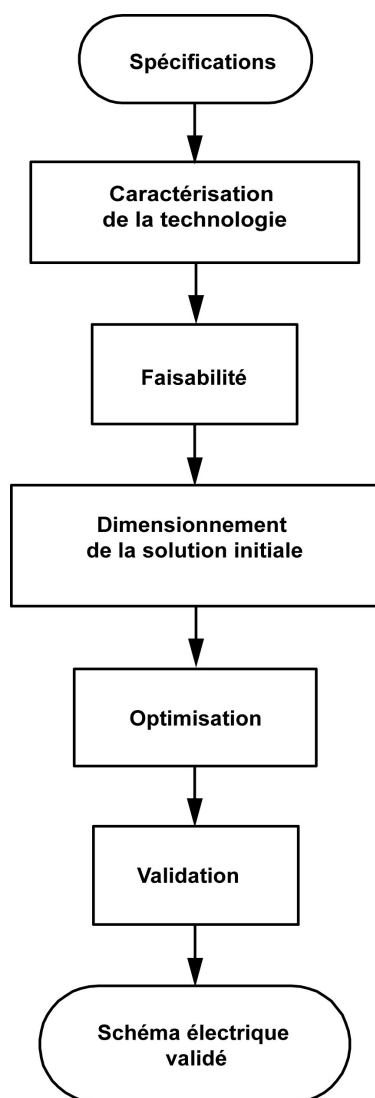 Spécifications
Caractérisation
de la technologie
Faisabilité
Dimensionnement
de la solution initiale
Optimisation
Validation
Schéma électrique
validé